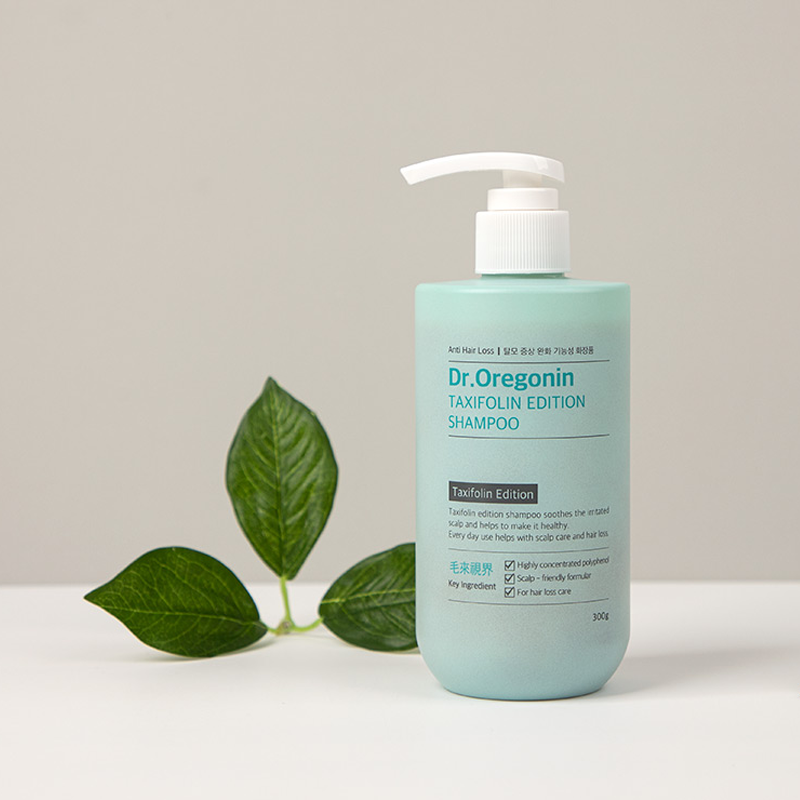 Anti Hair Loss | 탈모 증상 완화 기능성 화장품
Dr.Oregonin
TAXIFOLIN EDITION
SHAMPOO
Taxifolin Edition
Taxifolin edition shampoo soothes the irritated
scalp and helps to make it healthy.
Every day use helps with scalp care and hair loss.
毛來視界
Key Ingredient
Highly concentrated polyphenol
Scalp - friendly formular
For hair loss care
300g